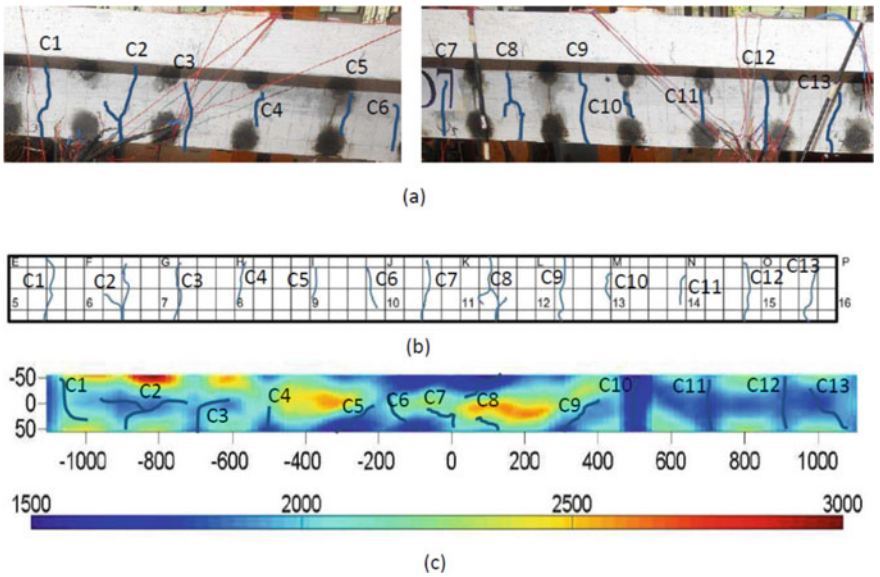 C1 C2 C3 C5 C4 C6
C7 C8 C9 C12 C10 C11 C13
(a)
E F G H I J K L M N O P
C1 C2 C3 C4 C5 C6 C7 C8 C9 C10 C11 C12 C13
5 6 7 8 9 10 11 12 13 14 15 16
(b)
-50 0 50
C1 C2 C3 C4 C5 C6 C7 C8 C9 C10 C11 C12 C13
-1000 -800 -600 -400 -200 0 200 400 600 800 1000
1500 2000 2500 3000
(c)